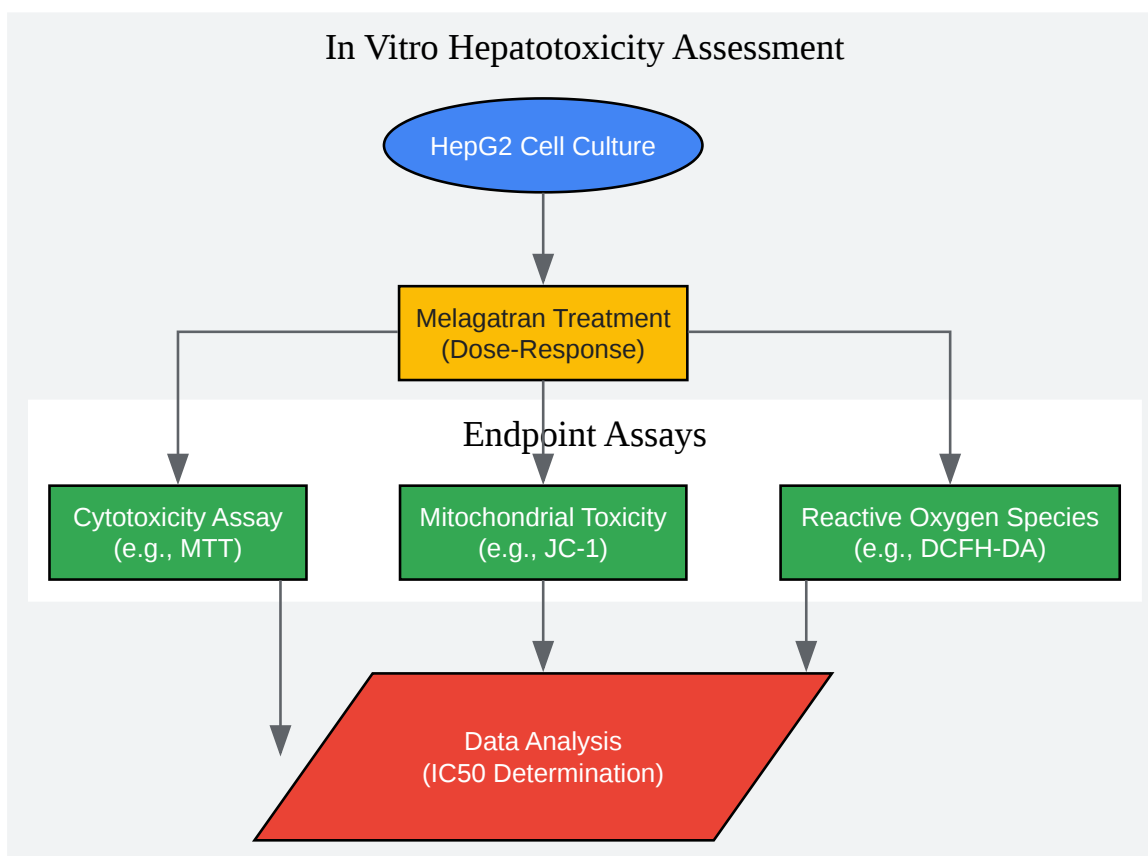 In Vitro Hepatotoxicity Assessment
HepG2 Cell Culture
Melagatran Treatment
(Dose-Response)
Endpoint Assays
Cytotoxicity Assay
(e.g., MTT)
Mitochondrial Toxicity
(e.g., JC-1)
Reactive Oxygen Species
(e.g., DCFH-DA)
Data Analysis
(IC50 Determination)